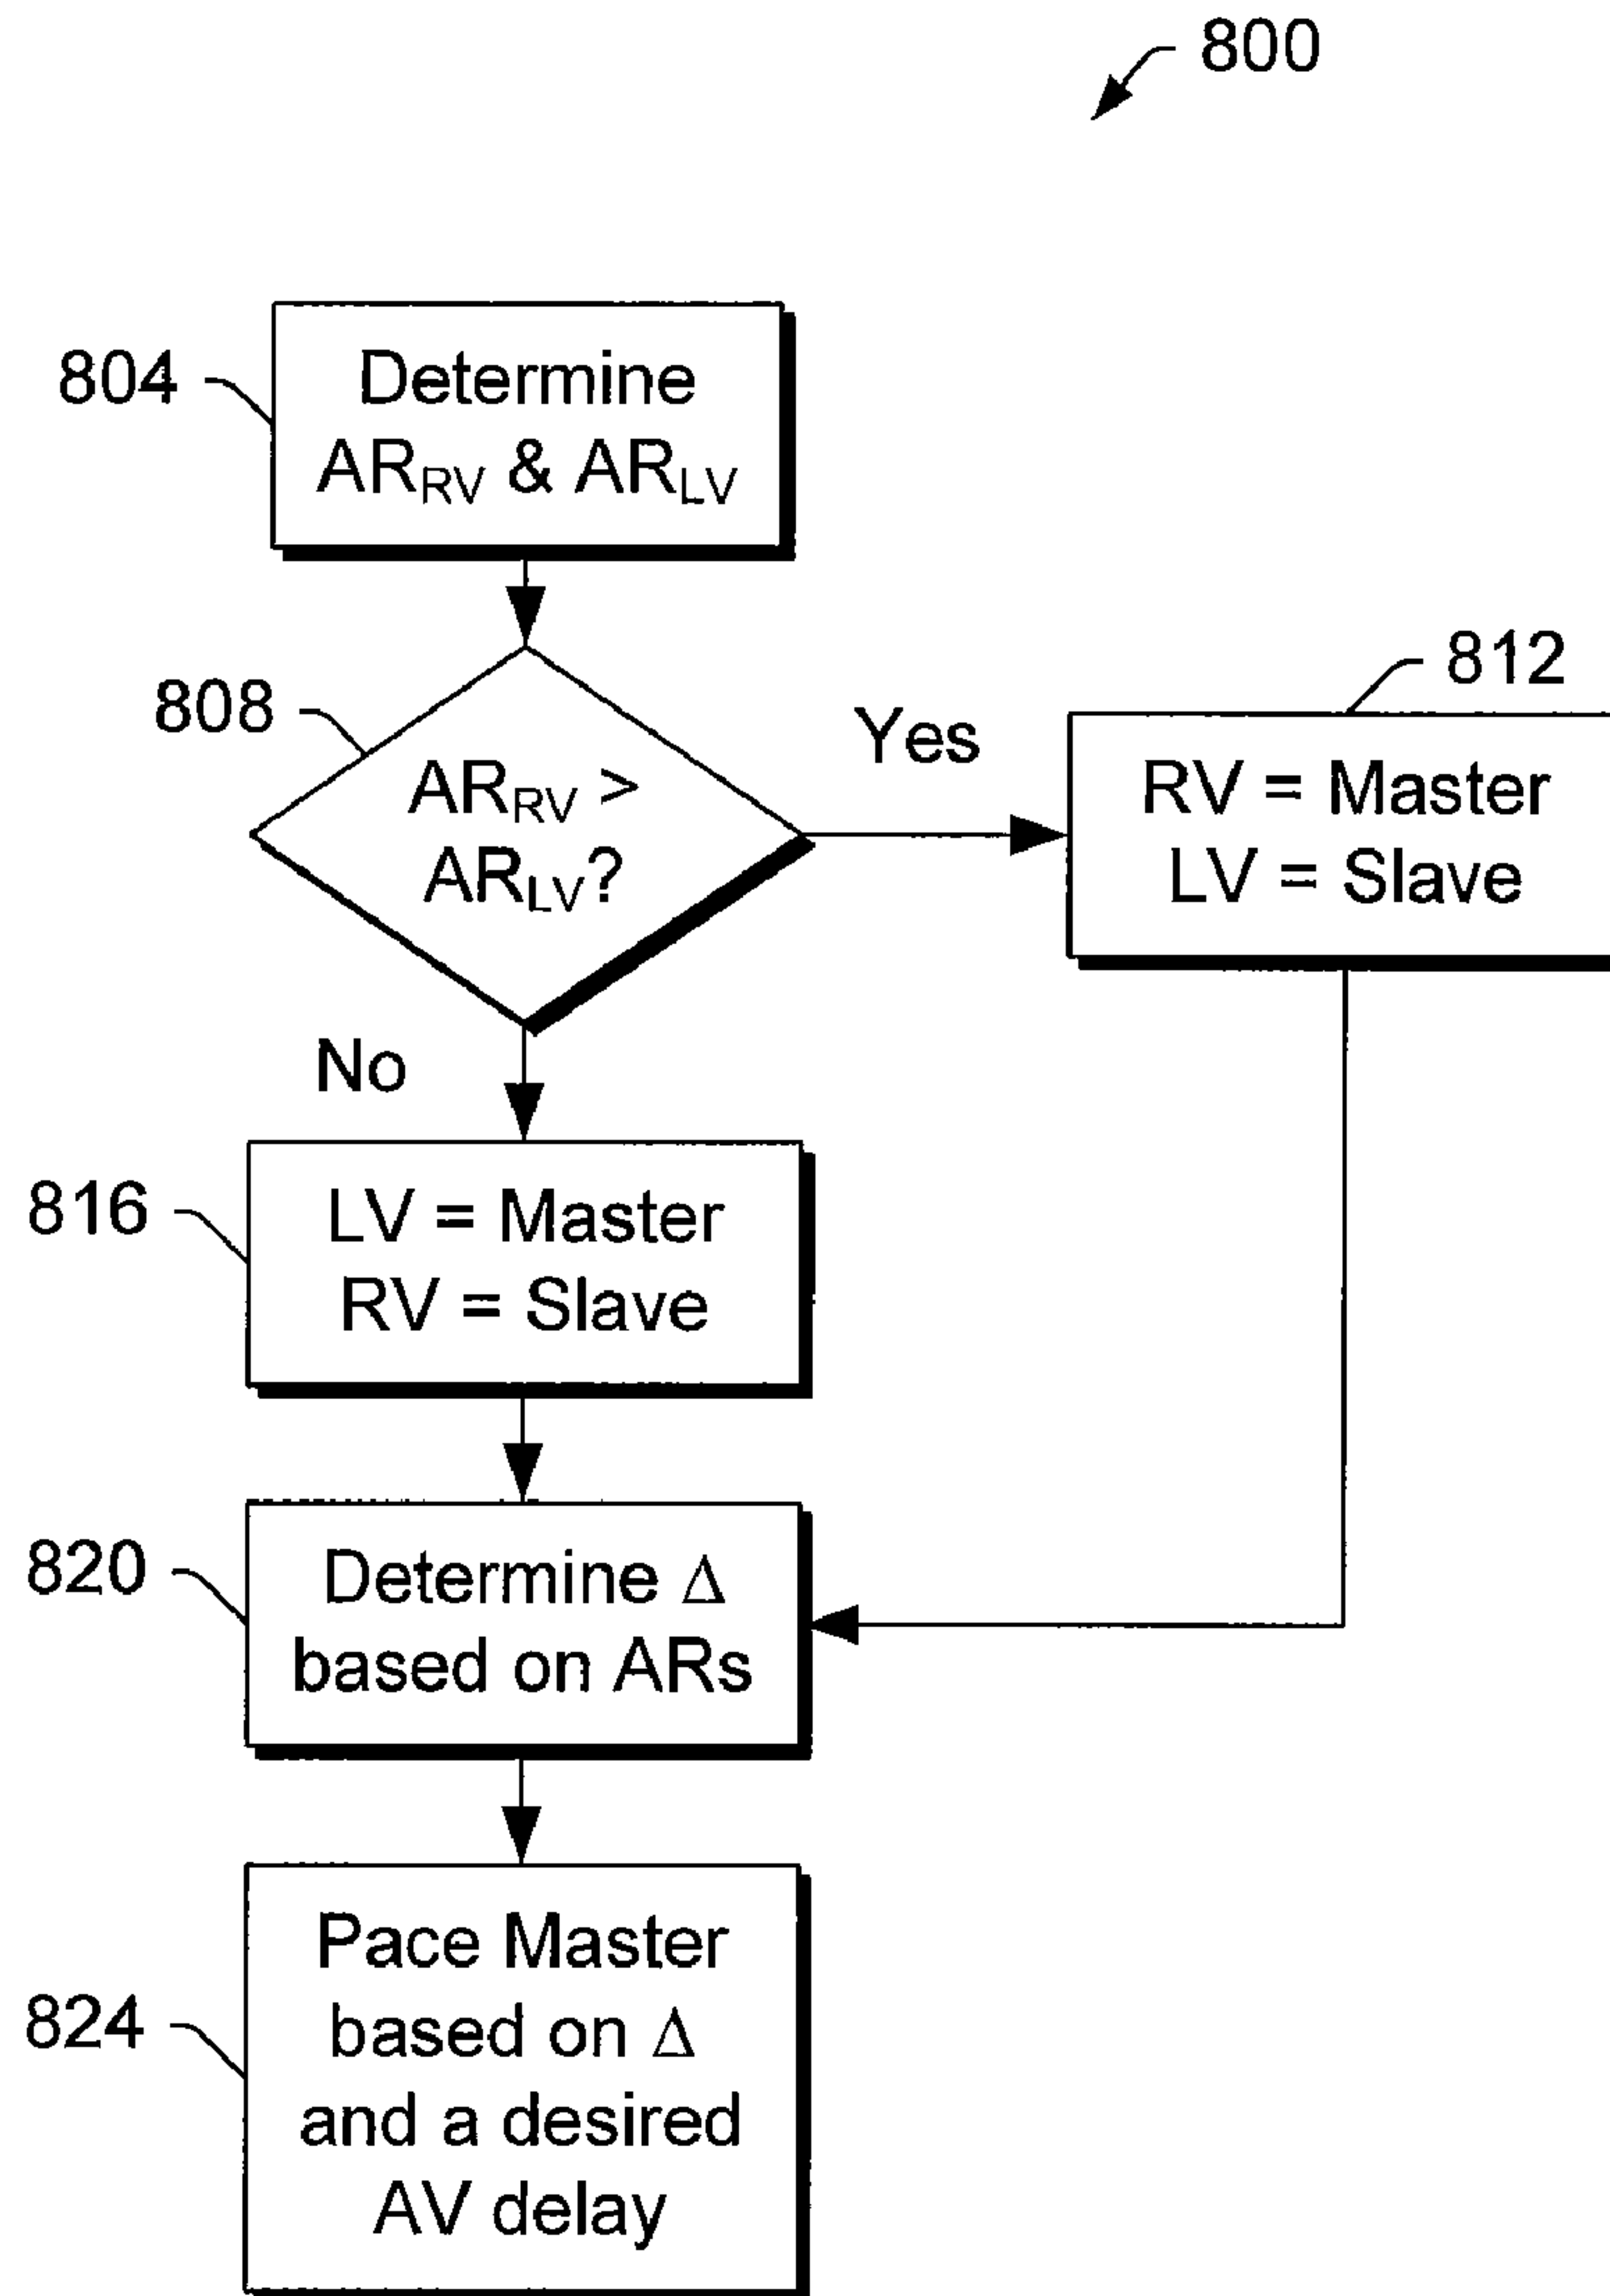 800
804
Determine
AR_RV & AR_LV
808
AR_RV >
AR_LV?
Yes
812
RV = Master
LV = Slave
No
816
LV = Master
RV = Slave
820
Determine Δ
based on ARs
824
Pace Master
based on Δ
and a desired
AV delay